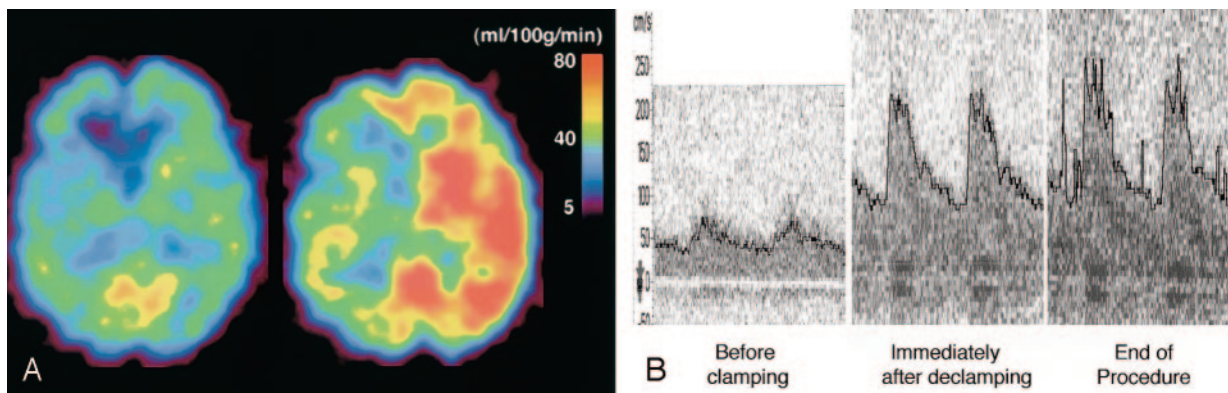 (ml/100g/min)
80
40
5
A
cm/s
250
200
150
100
50
0
-50
B
Before
clamping
Immediately
after declamping
End of
Procedure